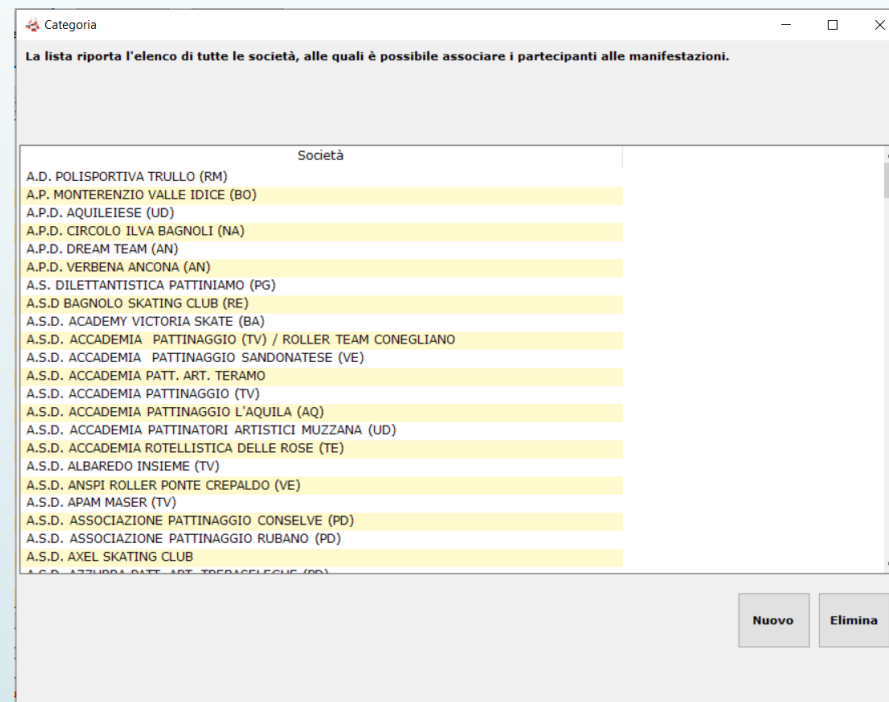 Categoria
La lista riporta l'elenco di tutte le società, alle quali è possibile associare i partecipanti alle manifestazioni.
Società
A.D. POLISPORTIVA TRULLO (RM)
A.P. MONTERENZIO VALLE IDICE (BO)
A.P.D. AQUILEIESE (UD)
A.P.D. CIRCOLO ILVA BAGNOLI (NA)
A.P.D. DREAM TEAM (AN)
A.P.D. VERBENA ANCONA (AN)
A.S. DILETTANTISTICA PATTINIAMO (PG)
A.S.D BAGNOLO SKATING CLUB (RE)
A.S.D. ACADEMY VICTORIA SKATE (BA)
A.S.D. ACCADEMIA  PATTINAGGIO (TV) / ROLLER TEAM CONEGLIANO
A.S.D. ACCADEMIA  PATTINAGGIO SANDONATESE (VE)
A.S.D. ACCADEMIA PATT. ART. TERAMO
A.S.D. ACCADEMIA PATTINAGGIO (TV)
A.S.D. ACCADEMIA PATTINAGGIO L'AQUILA (AQ)
A.S.D. ACCADEMIA PATTINATORI ARTISTICI MUZZANA (UD)
A.S.D. ACCADEMIA ROTELLISTICA DELLE ROSE (TE)
A.S.D. ALBAREDO INSIEME (TV)
A.S.D. ANSPI ROLLER PONTE CREPALDO (VE)
A.S.D. APAM MASER (TV)
A.S.D. ASSOCIAZIONE PATTINAGGIO CONSELVE (PD)
A.S.D. ASSOCIAZIONE PATTINAGGIO RUBANO (PD)
A.S.D. AXEL SKATING CLUB
A.S.D. AZZURRA PATT. ART. TREBASELEGHE (PD)
Nuovo Elimina